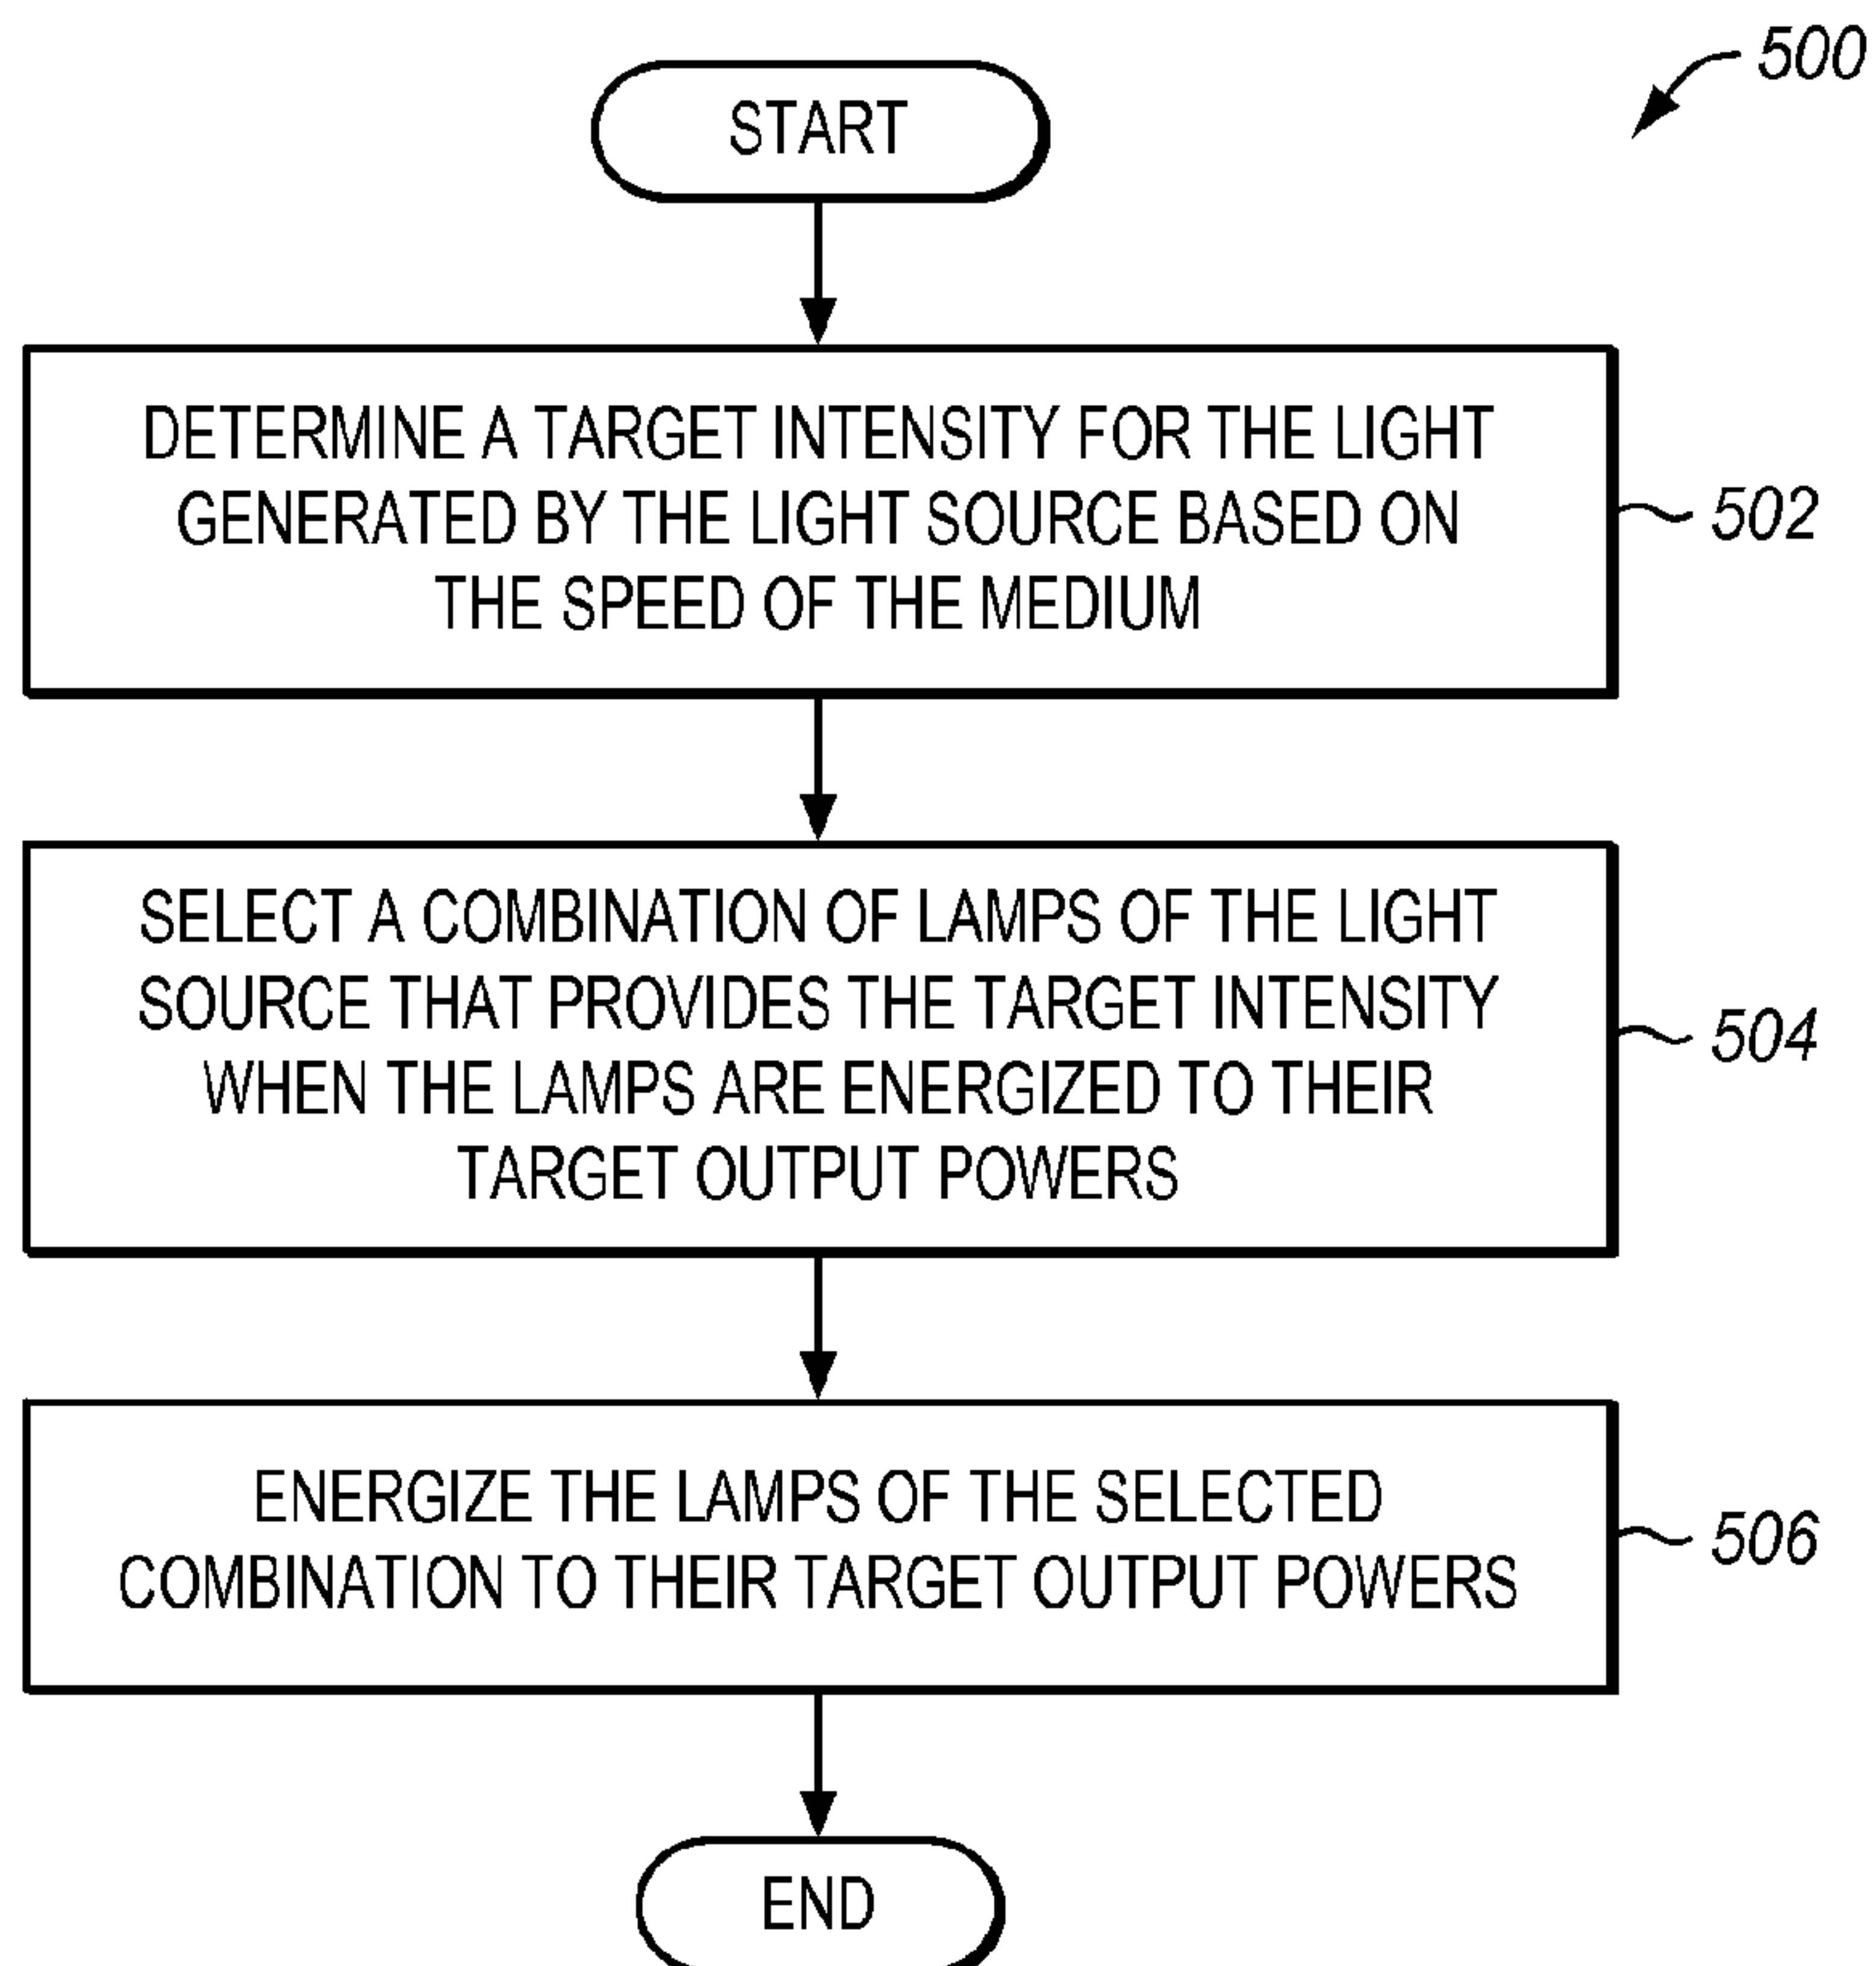 500
START
DETERMINE A TARGET INTENSITY FOR THE LIGHT
GENERATED BY THE LIGHT SOURCE BASED ON
THE SPEED OF THE MEDIUM
502
SELECT A COMBINATION OF LAMPS OF THE LIGHT
SOURCE THAT PROVIDES THE TARGET INTENSITY
WHEN THE LAMPS ARE ENERGIZED TO THEIR
TARGET OUTPUT POWERS
504
ENERGIZE THE LAMPS OF THE SELECTED
COMBINATION TO THEIR TARGET OUTPUT POWERS
506
END